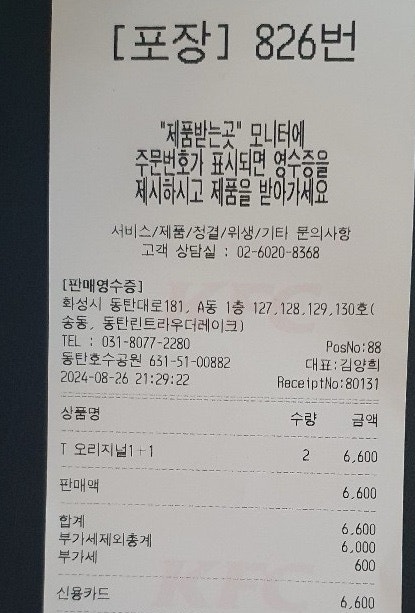 [포장] 826번
"제품받는곳" 모니터에
주문번호가 표시되면 영수증을
제시하시고 제품을 받아가세요
서비스/제품/청결/위생/기타 문의사항
고객 상담실 : 02-6020-8368
[판매영수증]
화성시 동탄대로181, A동 1층 127,128,129,130호(
송동, 동탄린트라우더레이크)
TEL : 031-8077-2280 PosNo:88
동탄호수공원 631-51-00882 대표:김양희
2024-08-26 21:29:22 ReceiptNo:80131
상품명 수량 금액
T 오리지널1+1 2 6,600
판매액 6,600
합계 6,600
부가세제외총계 6,000
부가세 600
신용카드 6,600
KFC
KFC